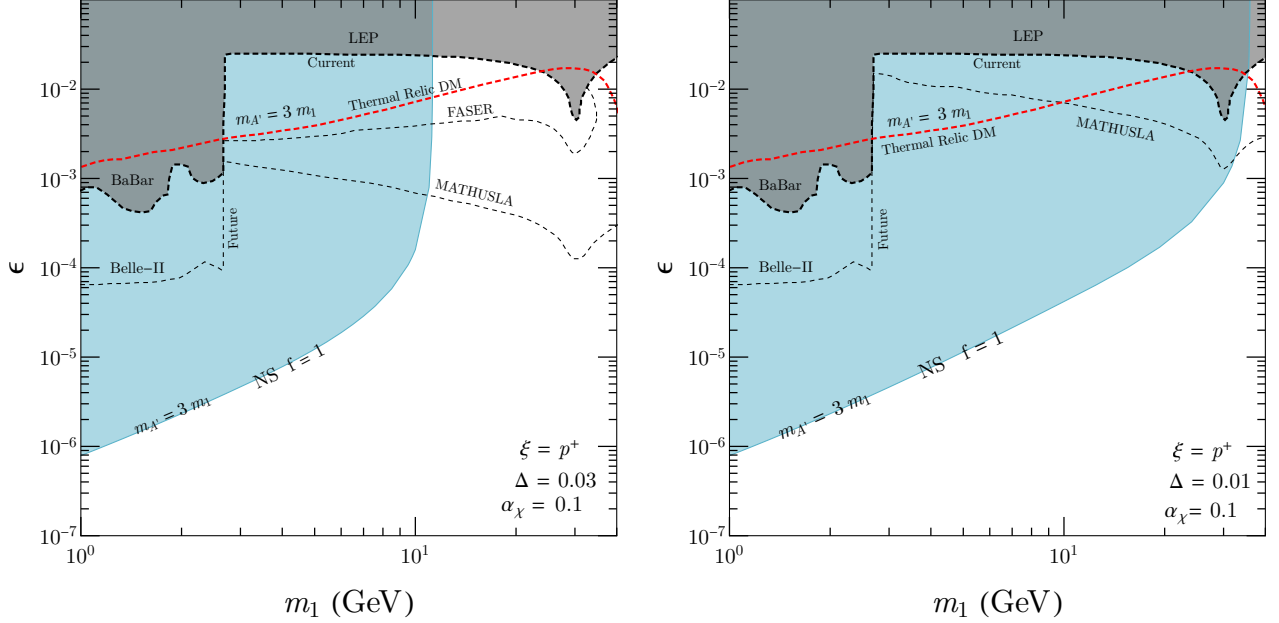 LEP
Current
Thermal Relic DM
m_{A'} = 3 m_1
FASER
BaBar
MATHUSLA
Future
Belle−II
NS f = 1
m_{A'} = 3 m_1
ξ = p^+
Δ = 0.03
α_χ = 0.1
ϵ
10^{-2}
10^{-3}
10^{-4}
10^{-5}
10^{-6}
10^{-7}
10^0
10^1
m_1 (GeV)
LEP
Current
m_{A'} = 3 m_1
MATHUSLA
Thermal Relic DM
BaBar
Future
Belle−II
NS f = 1
m_{A'} = 3 m_1
ξ = p^+
Δ = 0.01
α_χ = 0.1
ϵ
10^{-2}
10^{-3}
10^{-4}
10^{-5}
10^{-6}
10^{-7}
10^0
10^1
m_1 (GeV)